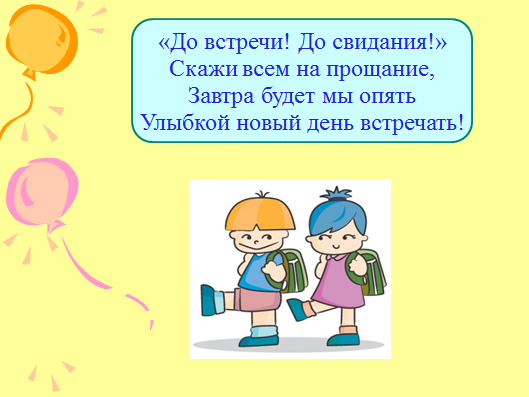 «До встречи! До свидания!»
Скажи всем на прощание,
Завтра будет мы опять
Улыбкой новый день встречать!